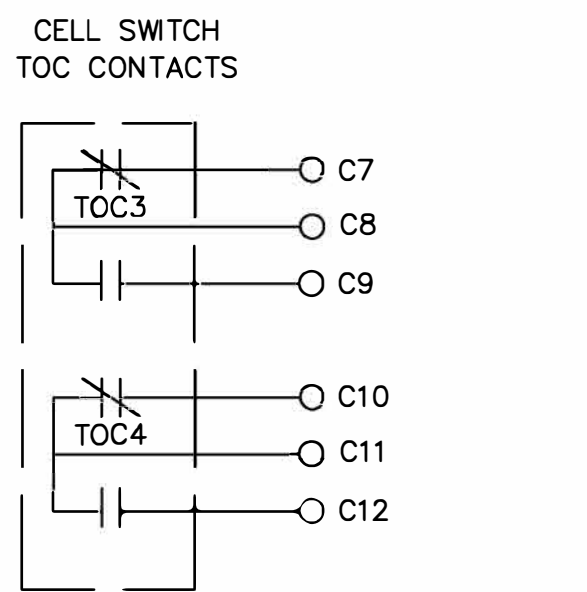 CELL SWITCH
TOC CONTACTS
C7
TOC3
C8
C9
C10
TOC4
C11
C12